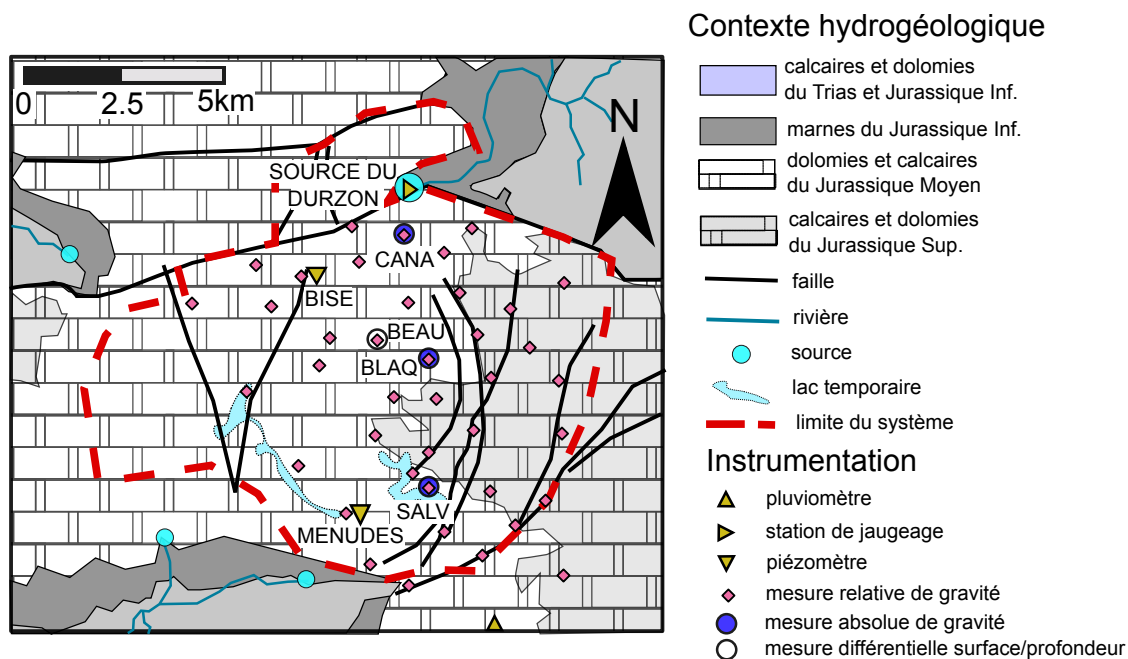 Contexte hydrogéologique
calcaires et dolomies
du Trias et Jurassique Inf.
marnes du Jurassique Inf.
dolomies et calcaires
du Jurassique Moyen
calcaires et dolomies
du Jurassique Sup.
faille
rivière
source
lac temporaire
limite du système
Instrumentation
pluviomètre
station de jaugeage
piézomètre
mesure relative de gravité
mesure absolue de gravité
mesure différentielle surface/profondeur
0 2.5 5km
N
SOURCE DU
DURZON
CANA
BISE
BEAU
BLAQ
SALV
MENUDES